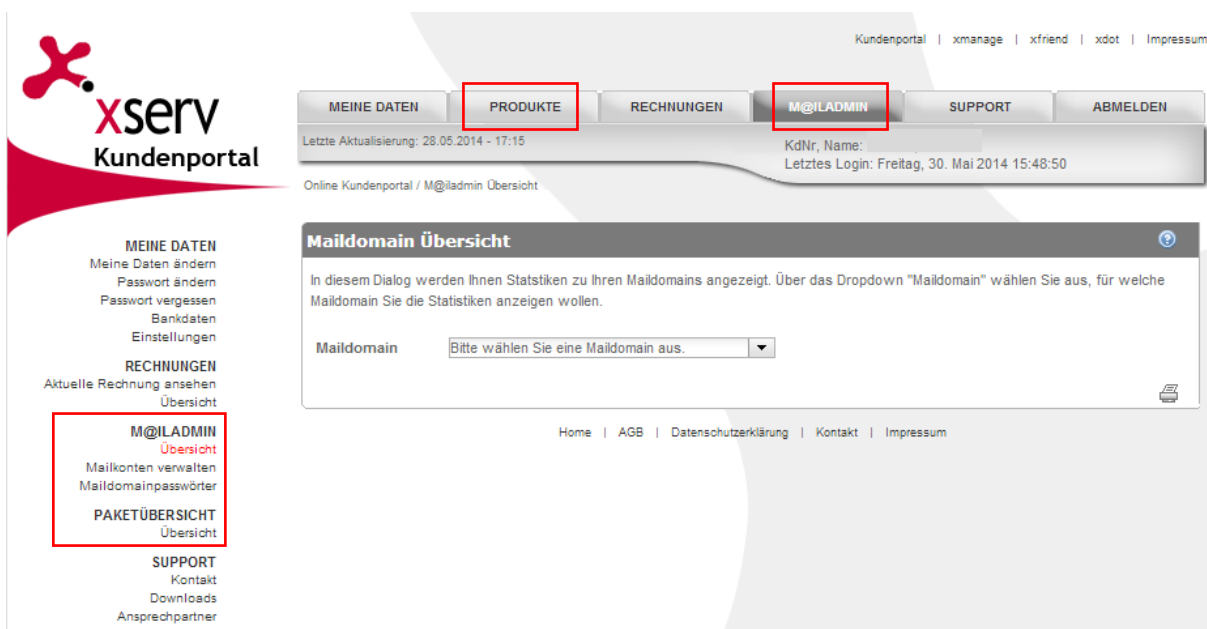 Kundenportal | xmanage | xfriend | xdot | Impressum
xserv
Kundenportal
MEINE DATEN
PRODUKTE
RECHNUNGEN
M@ILADMIN
SUPPORT
ABMELDEN
Letzte Aktualisierung: 28.05.2014 - 17:15
KdNr, Name:
Letztes Login: Freitag, 30. Mai 2014 15:48:50
Online Kundenportal / M@iladmin Übersicht
MEINE DATEN
Meine Daten ändern
Passwort ändern
Passwort vergessen
Bankdaten
Einstellungen
RECHNUNGEN
Aktuelle Rechnung ansehen
Übersicht
M@ILADMIN
Übersicht
Mailkonten verwalten
Maildomainpasswörter
PAKETÜBERSICHT
Übersicht
SUPPORT
Kontakt
Downloads
Ansprechpartner
Maildomain Übersicht
In diesem Dialog werden Ihnen Statstiken zu Ihren Maildomains angezeigt. Über das Dropdown "Maildomain" wählen Sie aus, für welche
Maildomain Sie die Statistiken anzeigen wollen.
Maildomain
Bitte wählen Sie eine Maildomain aus.
Home | AGB | Datenschutzerklärung | Kontakt | Impressum